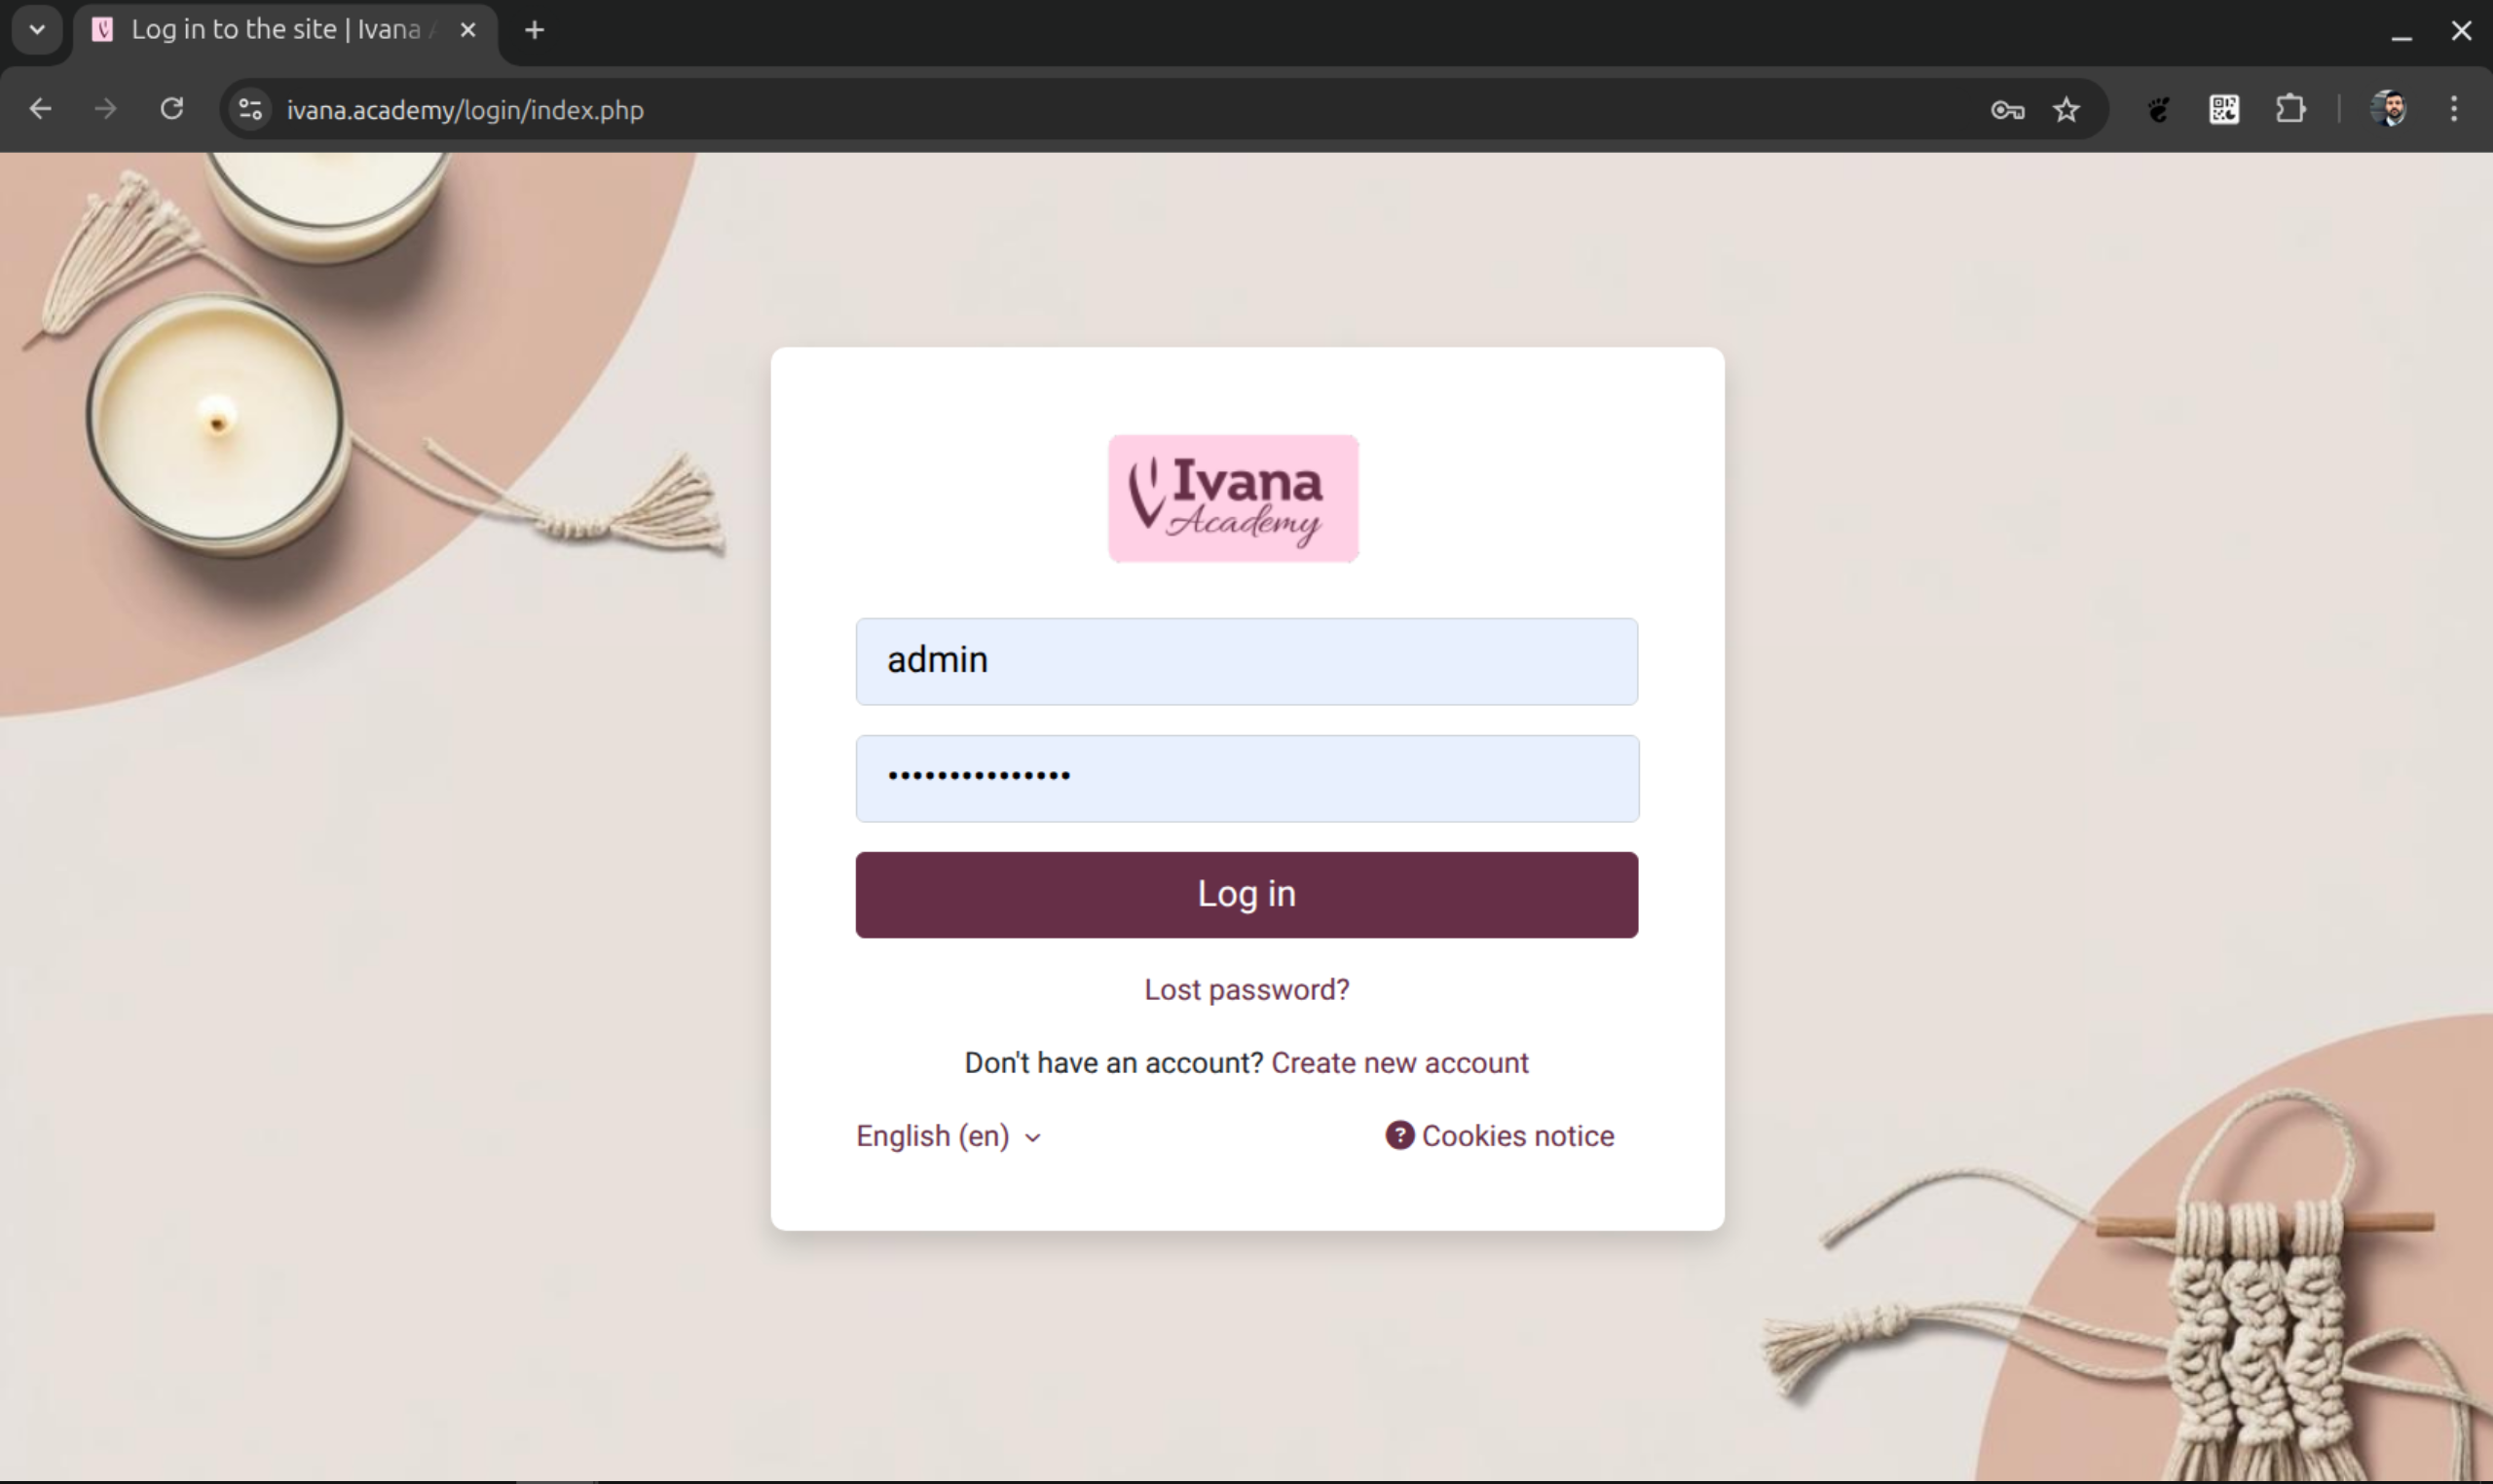 Log in to the site | Ivana
ivana.academy/login/index.php
Ivana
Academy
admin
•••••••••••••••
Log in
Lost password?
Don't have an account? Create new account
English (en)
? Cookies notice